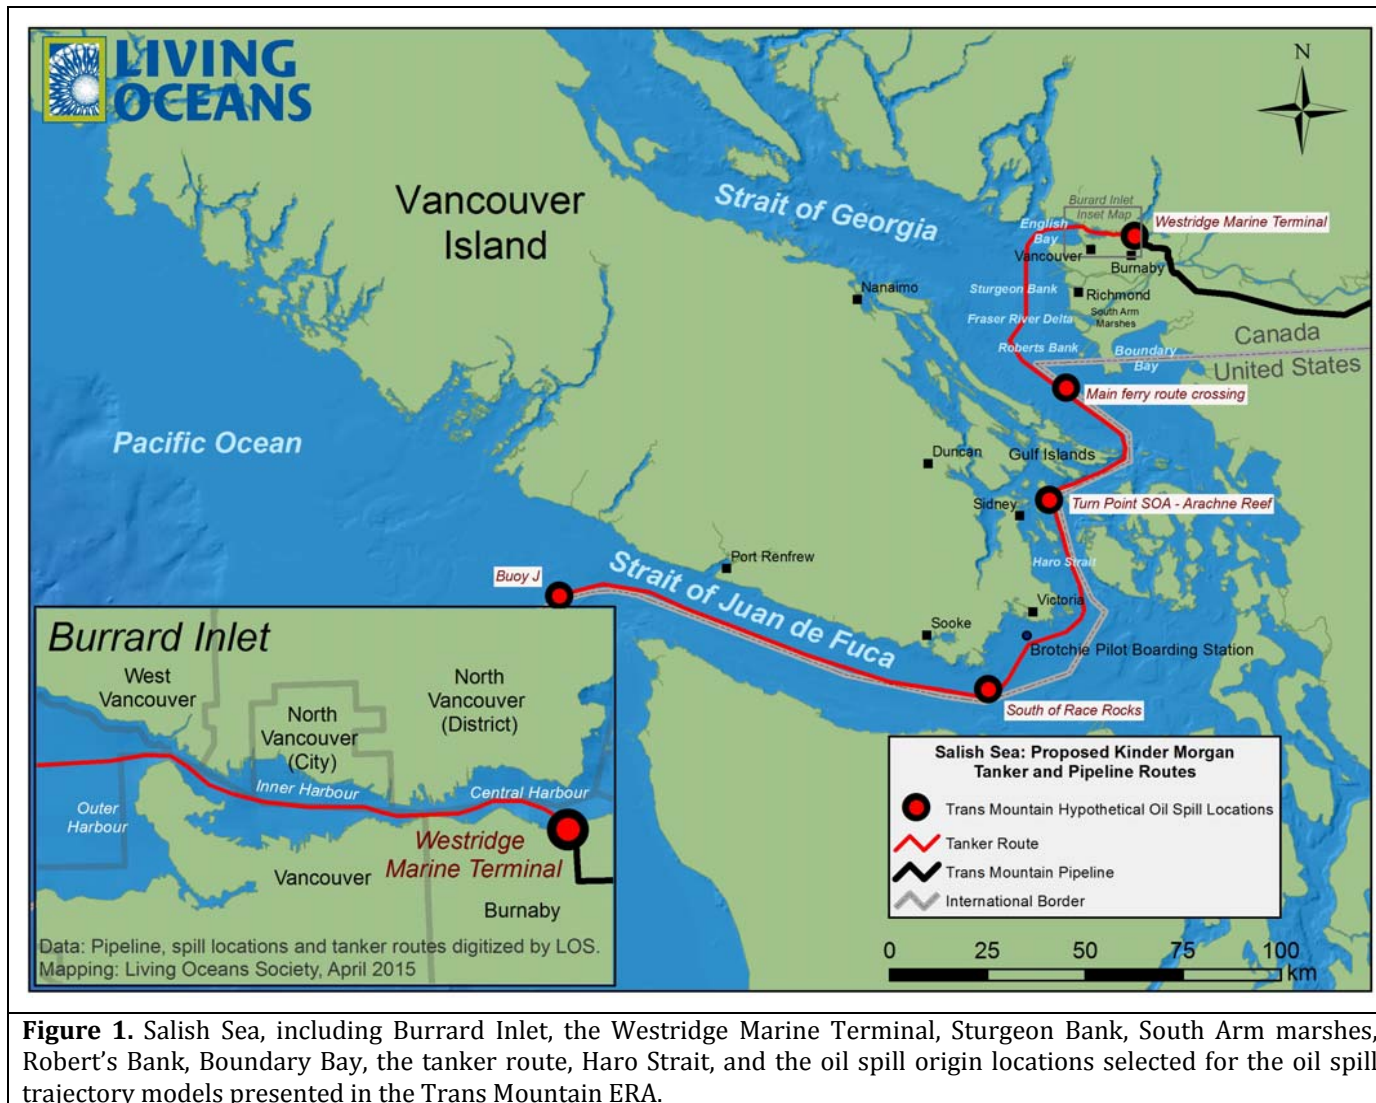 LIVING
OCEANS
N
Vancouver
Island
Strait of Georgia
Burard Inlet
Inset Map
English
Bay
Westridge Marine Terminal
Vancouver
Burnaby
Nanaimo
Sturgeon Bank
Richmond
South Arm
Marshes
Fraser River Delta
Roberts Bank
Boundary
Bay
Canada
United States
Main ferry route crossing
Pacific Ocean
Duncan
Gulf Islands
Sidney
Turn Point SOA - Arachne Reef
Port Renfrew
Haro Strait
Buoy J
Strait of Juan de Fuca
Victoria
Sooke
Brotchie Pilot Boarding Station
South of Race Rocks
Burrard Inlet
West
Vancouver
North
Vancouver
(City)
North
Vancouver
(District)
Inner Harbour
Central Harbour
Outer
Harbour
Westridge
Marine Terminal
Vancouver
Burnaby
Data: Pipeline, spill locations and tanker routes digitized by LOS.
Mapping: Living Oceans Society, April 2015
Salish Sea: Proposed Kinder Morgan
Tanker and Pipeline Routes
Trans Mountain Hypothetical Oil Spill Locations
Tanker Route
Trans Mountain Pipeline
International Border
0 25 50 75 100
km
Figure 1. Salish Sea, including Burrard Inlet, the Westridge Marine Terminal, Sturgeon Bank, South Arm marshes,
Robert's Bank, Boundary Bay, the tanker route, Haro Strait, and the oil spill origin locations selected for the oil spill
trajectory models presented in the Trans Mountain ERA.